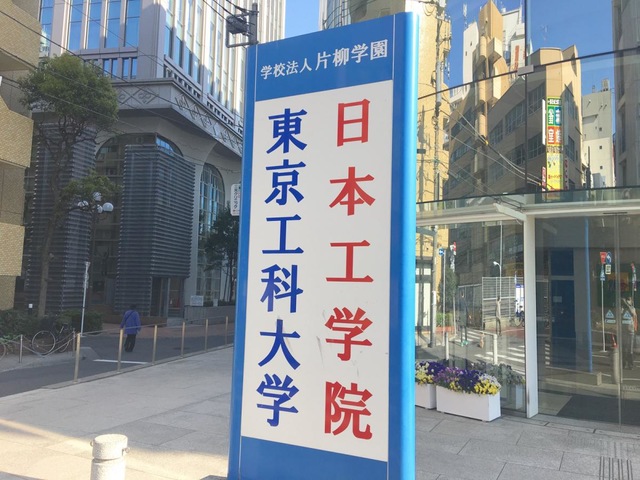 学校法人片柳学園
日本工学院
東京工科大学